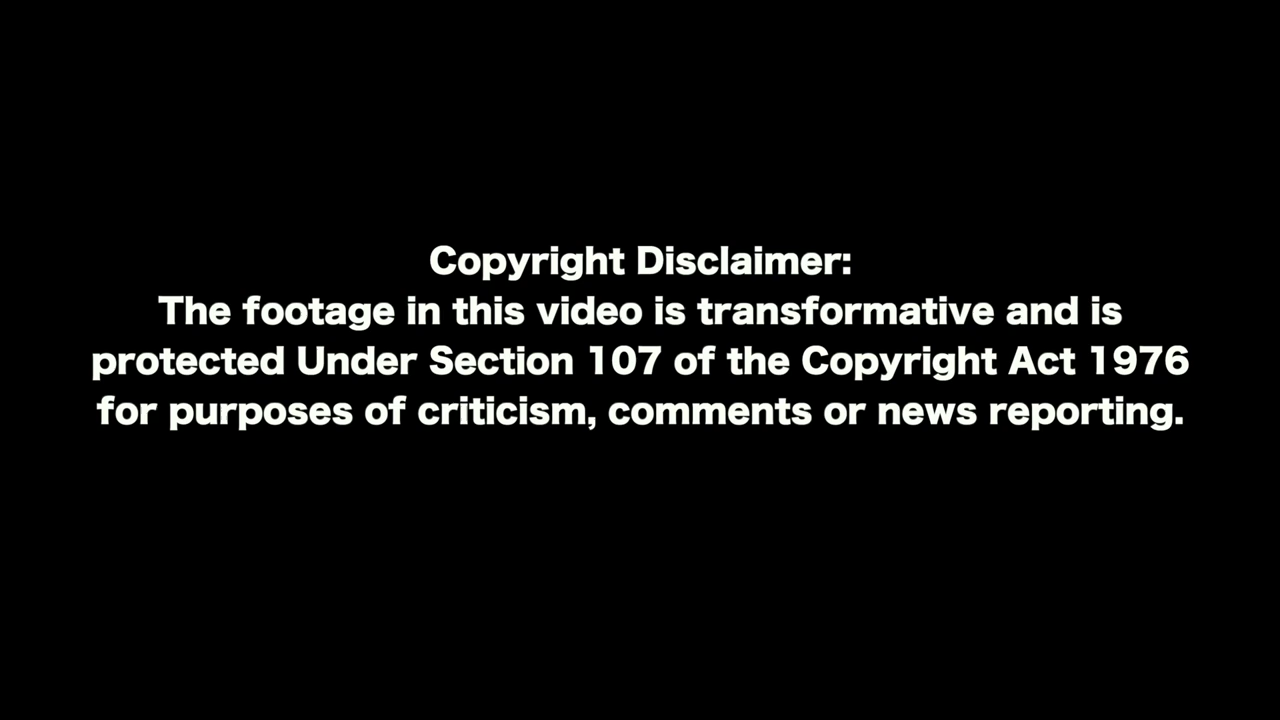 Copyright Disclaimer:
The footage in this video is transformative and is
protected Under Section 107 of the Copyright Act 1976
for purposes of criticism, comments or news reporting.